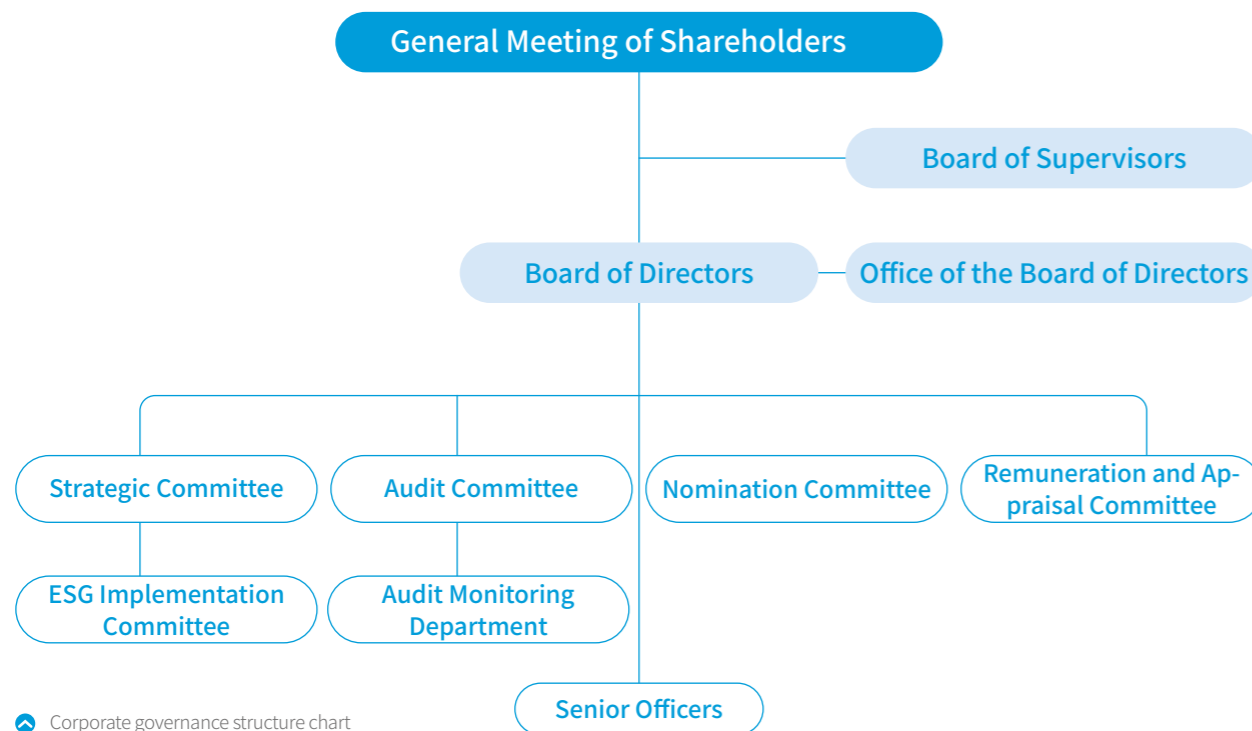 General Meeting of Shareholders
Board of Supervisors
Board of Directors
Office of the Board of Directors
Strategic Committee
Audit Committee
Nomination Committee
Remuneration and Ap-
praisal Committee
ESG Implementation
Committee
Audit Monitoring
Department
Senior Officers
Corporate governance structure chart